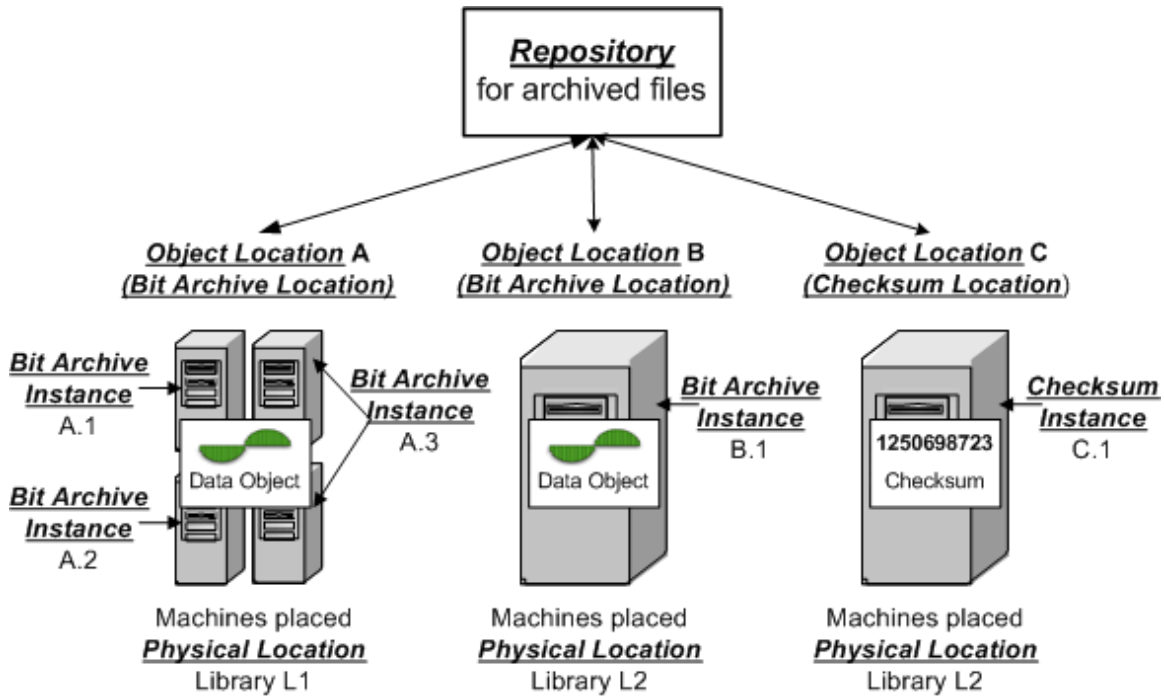 Repository
for archived files
Object Location A
(Bit Archive Location)
Object Location B
(Bit Archive Location)
Object Location C
(Checksum Location)
Bit Archive
Instance
A.1
Bit Archive
Instance
A.2
Bit Archive
Instance
A.3
Data Object
Bit Archive
Instance
B.1
Data Object
Checksum
Instance
C.1
1250698723
Checksum
Machines placed
Physical Location
Library L1
Machines placed
Physical Location
Library L2
Machines placed
Physical Location
Library L2